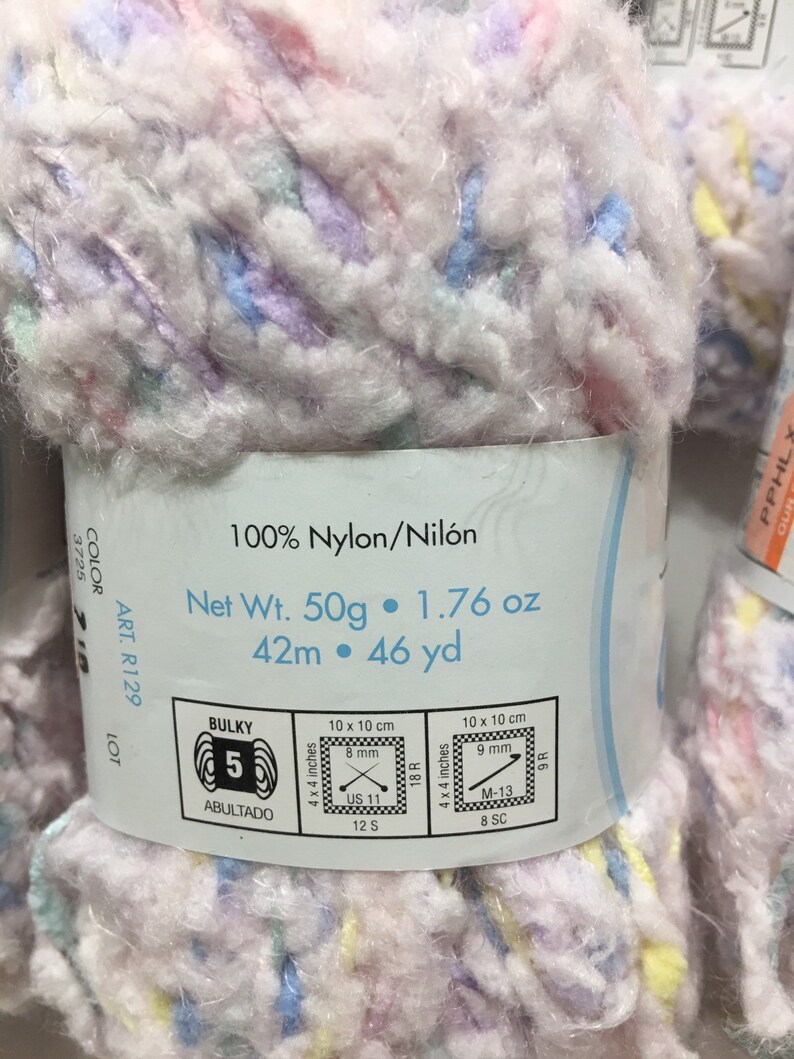 100% Nylon/Nilón
Net Wt. 50g • 1.76 oz
42m • 46 yd
COLOR
3725
ART. R129
LOT
BULKY
5
ABULTADO
10 x 10 cm
4 x 4 inches
8 mm
US 11
18 R
12 S
10 x 10 cm
4 x 4 inches
9 mm
M-13
9 R
8 SC
PPHLX
OUR